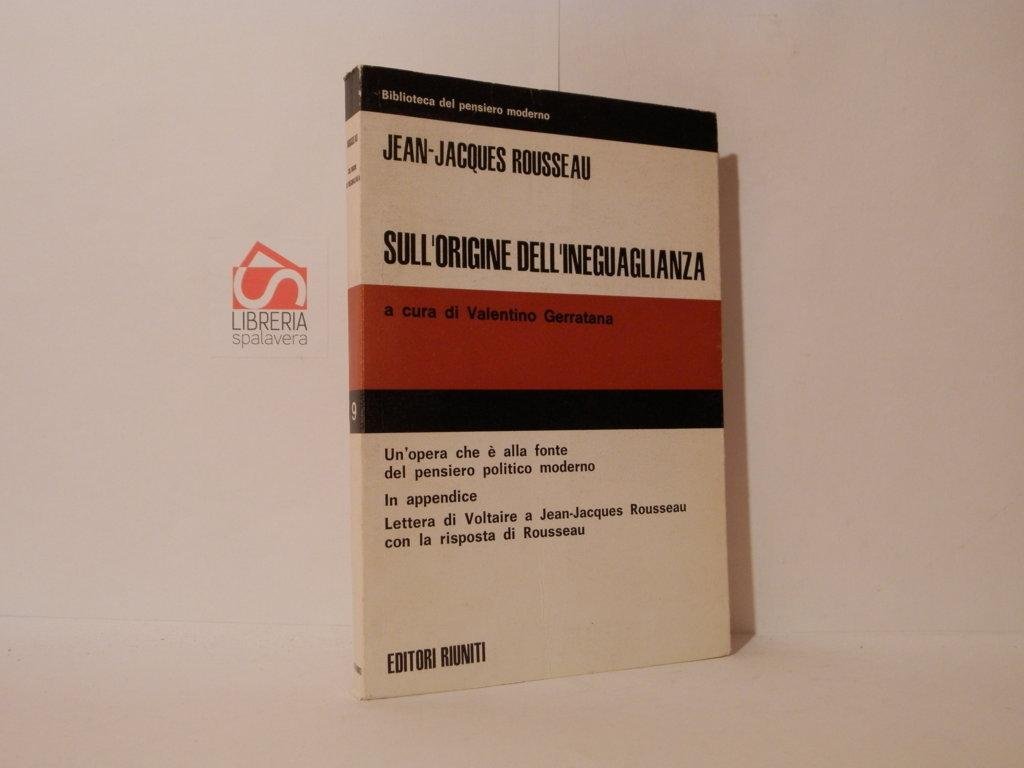 Biblioteca del pensiero moderno
JEAN-JACQUES ROUSSEAU
SULL'ORIGINE DELL'INEGUAGLIANZA
a cura di Valentino Gerratana
9
Un'opera che è alla fonte
del pensiero politico moderno
In appendice
Lettera di Voltaire a Jean-Jacques Rousseau
con la risposta di Rousseau
EDITORI RIUNITI
LIBRERIA
spalavera